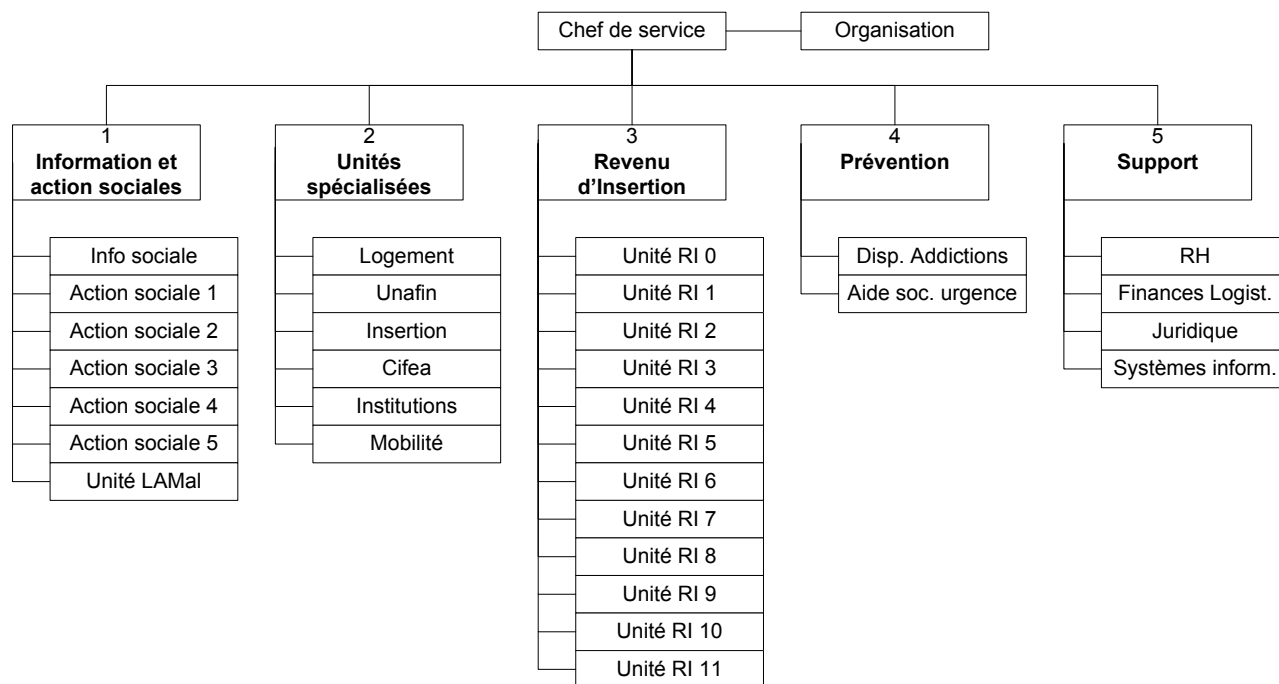 Chef de service
Organisation
1
Information et
action sociales
2
Unités
spécialisées
3
Revenu
d’Insertion
4
Prévention
5
Support
Info sociale
Action sociale 1
Action sociale 2
Action sociale 3
Action sociale 4
Action sociale 5
Unité LAMal
Logement
Unafin
Insertion
Cifea
Institutions
Mobilité
Unité RI 0
Unité RI 1
Unité RI 2
Unité RI 3
Unité RI 4
Unité RI 5
Unité RI 6
Unité RI 7
Unité RI 8
Unité RI 9
Unité RI 10
Unité RI 11
Disp. Addictions
Aide soc. urgence
RH
Finances Logist.
Juridique
Systèmes inform.